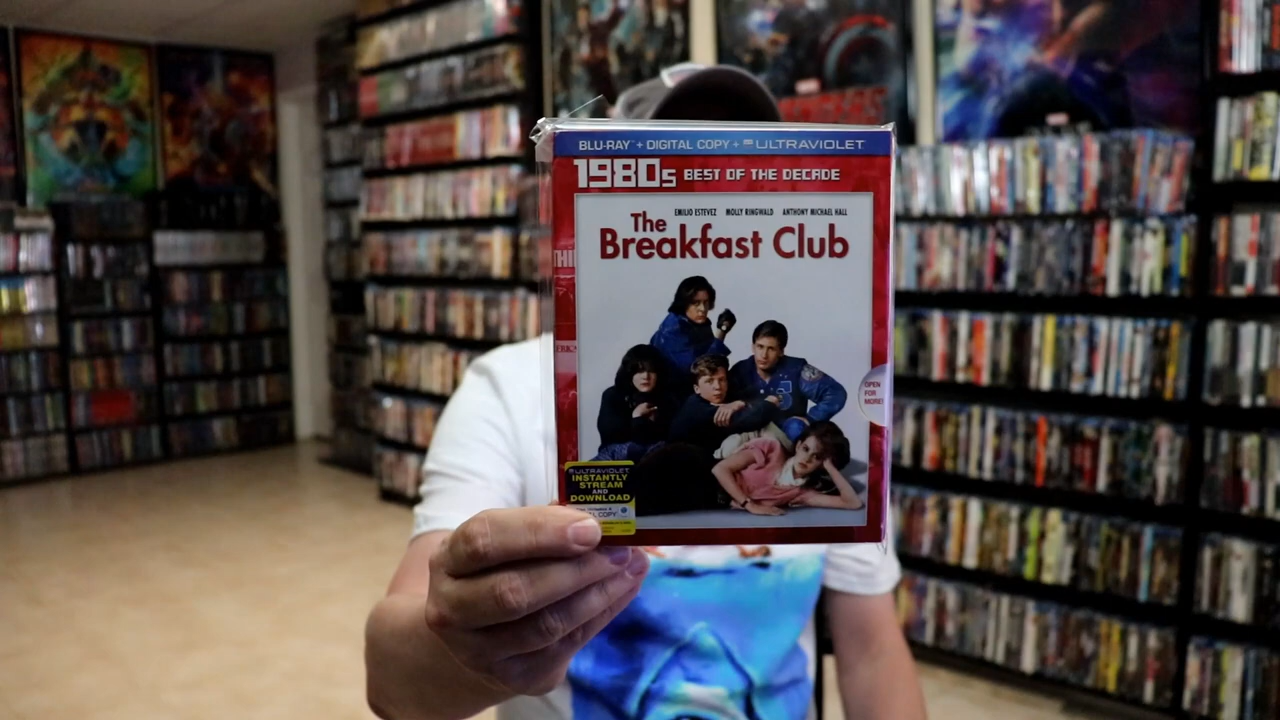 BLU-RAY + DIGITAL COPY + ULTRAVIOLET
1980s BEST OF THE DECADE
EMILIO ESTEVEZ MOLLY RINGWALD ANTHONY MICHAEL HALL
The
Breakfast Club
OPEN
FOR
MORE!
ULTRAVIOLET
INSTANTLY
STREAM
AND
DOWNLOAD